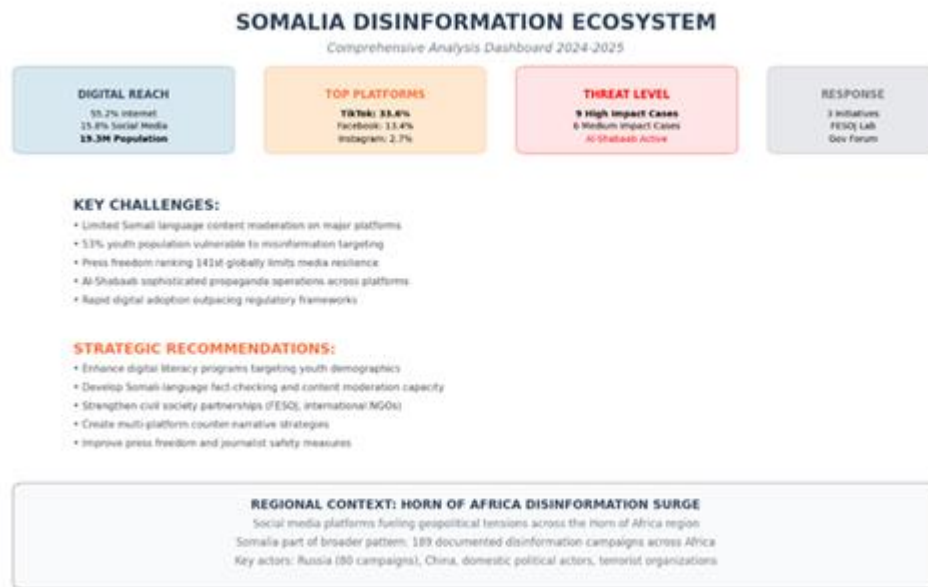 SOMALIA DISINFORMATION ECOSYSTEM
Comprehensive Analysis Dashboard 2024-2025
DIGITAL REACH
55.2% Internet
15.8% Social Media
19.3M Population
TOP PLATFORMS
TikTok: 33.6%
Facebook: 13.4%
Instagram: 2.7%
THREAT LEVEL
9 High Impact Cases
6 Medium Impact Cases
Al-Shabaab Active
RESPONSE
3 Initiatives
FESOJ Lab
Gov Forum
KEY CHALLENGES:
• Limited Somali language content moderation on major platforms
• 53% youth population vulnerable to misinformation targeting
• Press freedom ranking 141st globally limits media resilience
• Al-Shabaab sophisticated propaganda operations across platforms
• Rapid digital adoption outpacing regulatory frameworks
STRATEGIC RECOMMENDATIONS:
• Enhance digital literacy programs targeting youth demographics
• Develop Somali-language fact-checking and content moderation capacity
• Strengthen civil society partnerships (FESOJ, international NGOs)
• Create multi-platform counter-narrative strategies
• Improve press freedom and journalist safety measures
REGIONAL CONTEXT: HORN OF AFRICA DISINFORMATION SURGE
Social media platforms fueling geopolitical tensions across the Horn of Africa region
Somalia part of broader pattern: 189 documented disinformation campaigns across Africa
Key actors: Russia (80 campaigns), China, domestic political actors, terrorist organizations